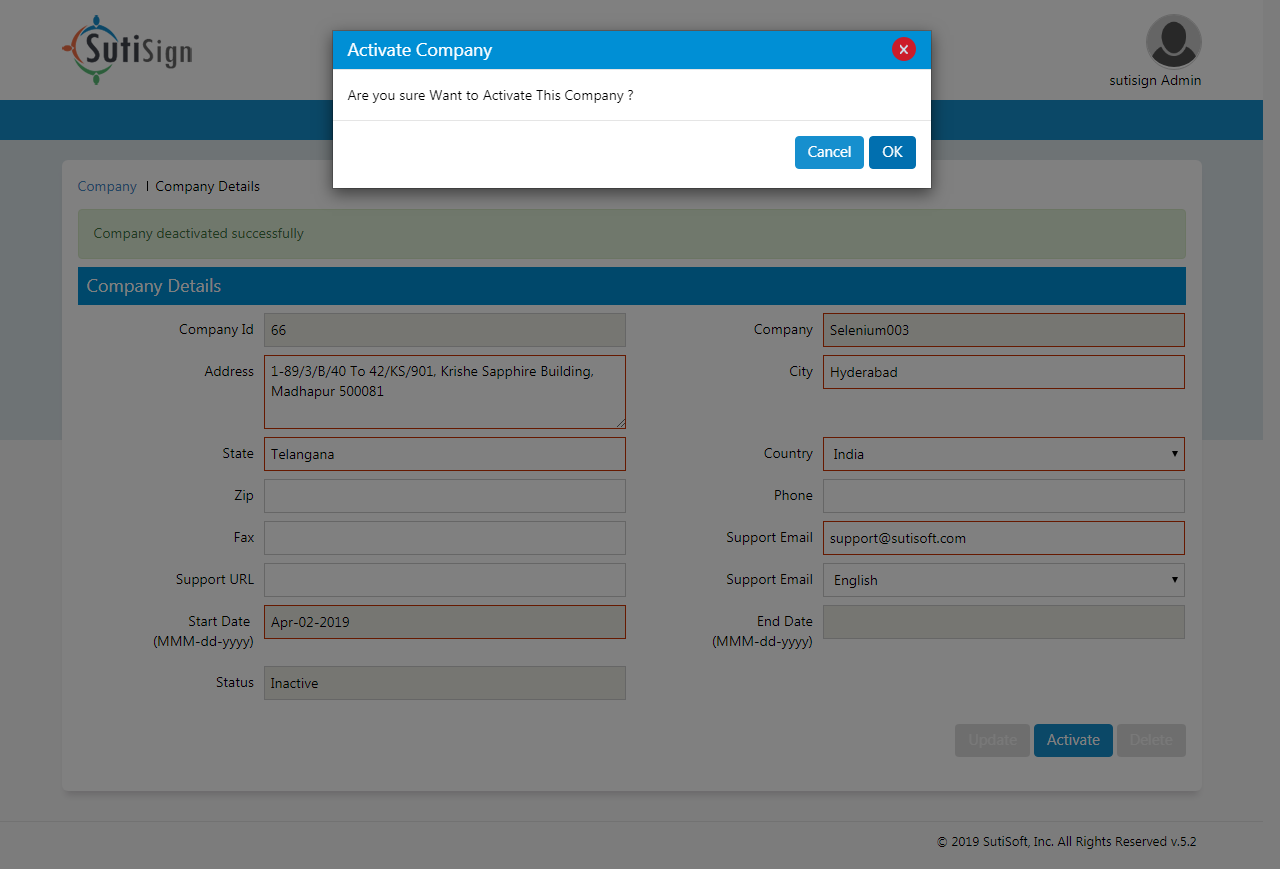 SutiSign
sutisign Admin
Activate Company
Are you sure Want to Activate This Company ?
Cancel OK
Company | Company Details
Company deactivated successfully
Company Details
Company Id 66 Company Selenium003
Address 1-89/3/B/40 To 42/KS/901, Krishe Sapphire Building, City Hyderabad
Madhapur 500081
State Telangana Country India
Zip Phone
Fax Support Email support@sutisoft.com
Support URL Support Email English
Start Date Apr-02-2019 End Date
(MMM-dd-yyyy) (MMM-dd-yyyy)
Status Inactive
Update Activate Delete
© 2019 SutiSoft, Inc. All Rights Reserved v.5.2